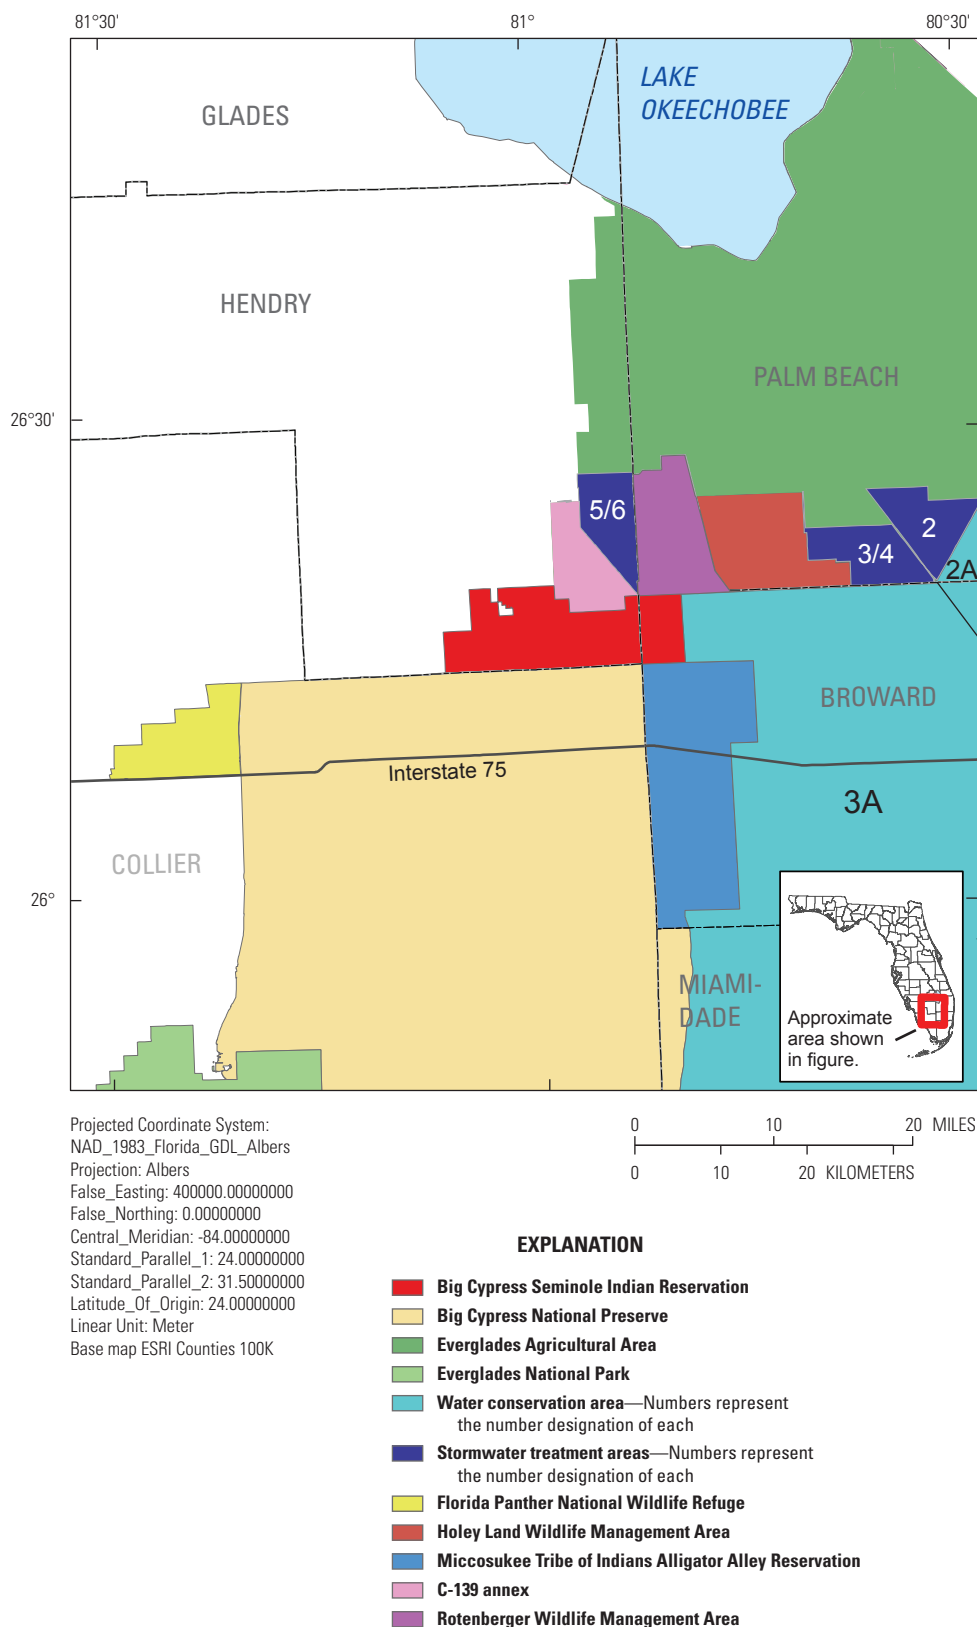 81°30'
81°
80°30'
LAKE
OKEECHOBEE
GLADES
HENDRY
PALM BEACH
26°30'
5/6
2
3/4
2A
BROWARD
Interstate 75
3A
COLLIER
26°
MIAMI-
DADE
Approximate
area shown
in figure.
Projected Coordinate System:
NAD_1983_Florida_GDL_Albers
Projection: Albers
False_Easting: 400000.00000000
False_Northing: 0.00000000
Central_Meridian: -84.00000000
Standard_Parallel_1: 24.00000000
Standard_Parallel_2: 31.50000000
Latitude_Of_Origin: 24.00000000
Linear Unit: Meter
Base map ESRI Counties 100K
0 10 20 MILES
0 10 20 KILOMETERS
EXPLANATION
Big Cypress Seminole Indian Reservation
Big Cypress National Preserve
Everglades Agricultural Area
Everglades National Park
Water conservation area—Numbers represent
the number designation of each
Stormwater treatment areas—Numbers represent
the number designation of each
Florida Panther National Wildlife Refuge
Holey Land Wildlife Management Area
Miccosukee Tribe of Indians Alligator Alley Reservation
C-139 annex
Rotenberger Wildlife Management Area